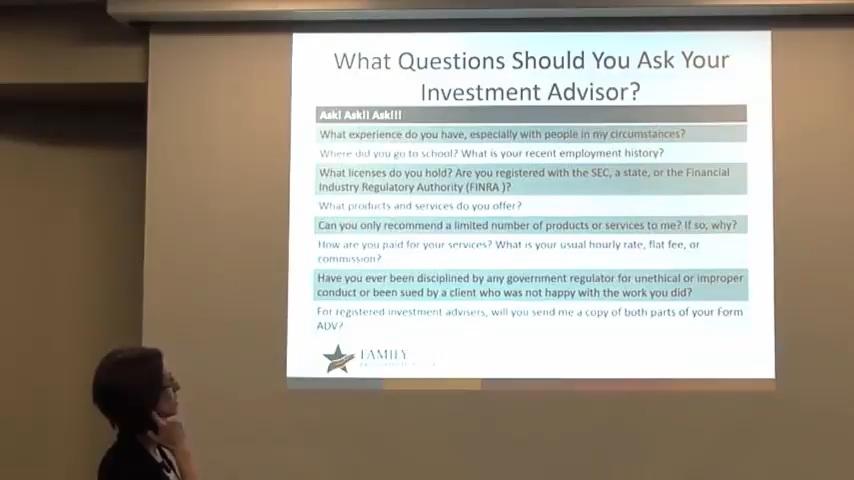 What Questions Should You Ask Your
Investment Advisor?
Ask! Ask!! Ask!!!
What experience do you have, especially with people in my circumstances?
Where did you go to school? What is your recent employment history?
What licenses do you hold? Are you registered with the SEC, a state, or the Financial
Industry Regulatory Authority (FINRA )?
What products and services do you offer?
Can you only recommend a limited number of products or services to me? If so, why?
How are you paid for your services? What is your usual hourly rate, flat fee, or
commission?
Have you ever been disciplined by any government regulator for unethical or improper
conduct or been sued by a client who was not happy with the work you did?
For registered investment advisers, will you send me a copy of both parts of your Form
ADV?
FAMILY